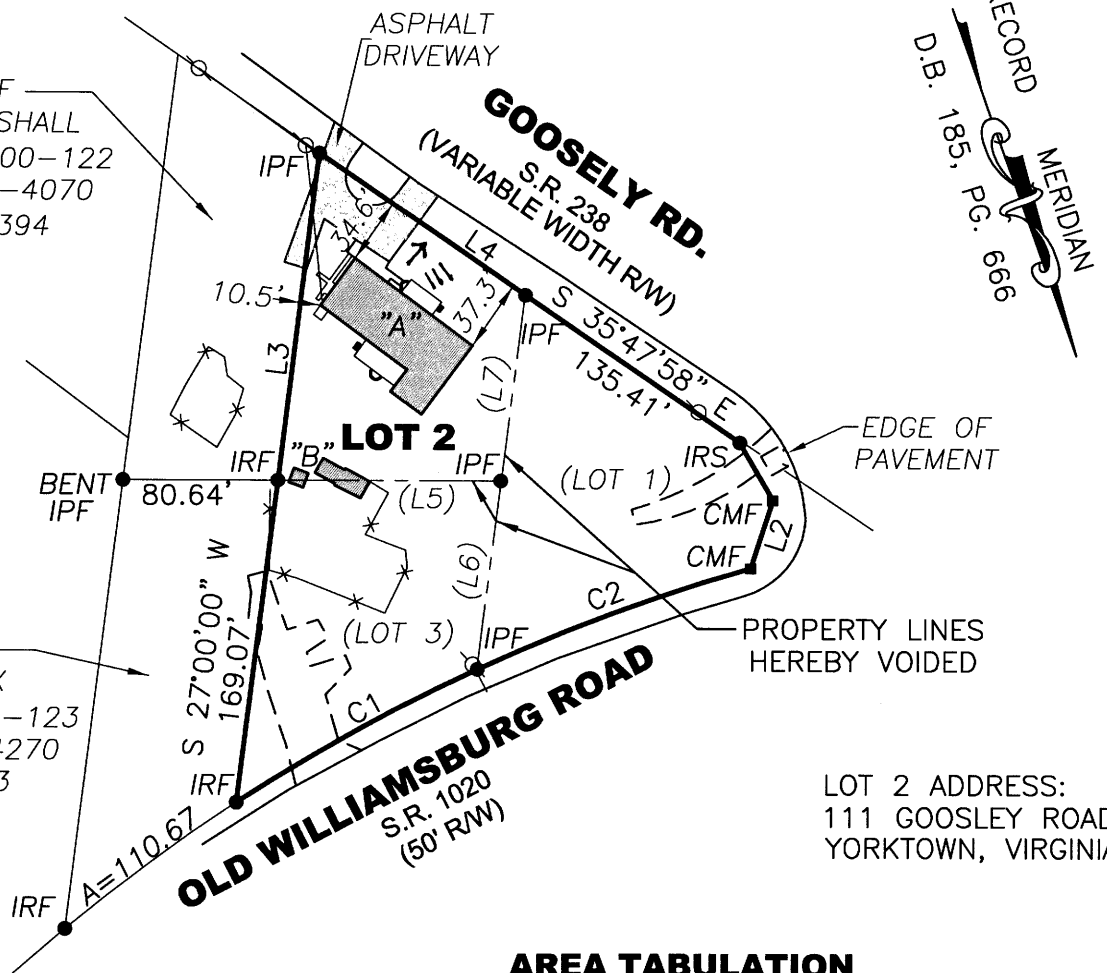 ASPHALT
DRIVEWAY
F
SHALL
00-122
-4070
394
IPF
GOOSELY RD.
S.R. 238
(VARIABLE WIDTH R/W)
RECORD
MERIDIAN
D.B. 185, PG. 666
34.6'
L4
10.5'
"A"
37.3'
IPF
S 35°47'58" E
135.41'
L3
(L7)
LOT 2
EDGE OF
PAVEMENT
IRS
L1
BENT
IPF
80.64'
IRF
"B"
(L5)
IPF
(LOT 1)
CMF
L2
CMF
(L6)
C2
S 27°00'00" W
169.07'
(LOT 3)
IPF
PROPERTY LINES
HEREBY VOIDED
X
-123
4270
3
C1
IRF
OLD WILLIAMSBURG ROAD
S.R. 1020
(50' R/W)
A=110.67
IRF
LOT 2 ADDRESS:
111 GOOSLEY ROAD
YORKTOWN, VIRGINIA
AREA TABULATION